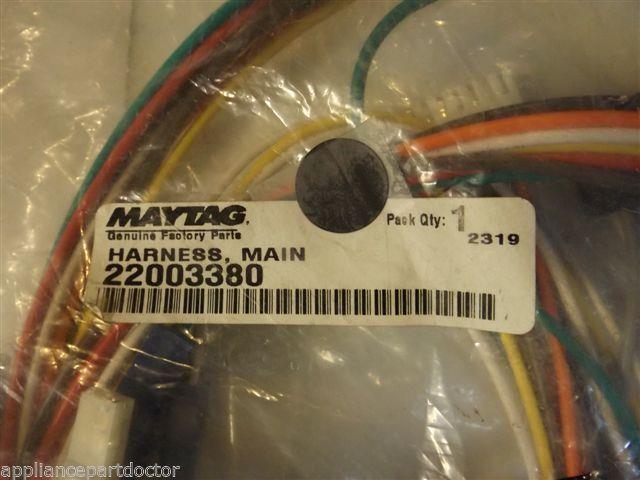 MAYTAG.
Genuine Factory Parts
Pack Qty: 1
2319
HARNESS, MAIN
22003380
appliancepartdoctor